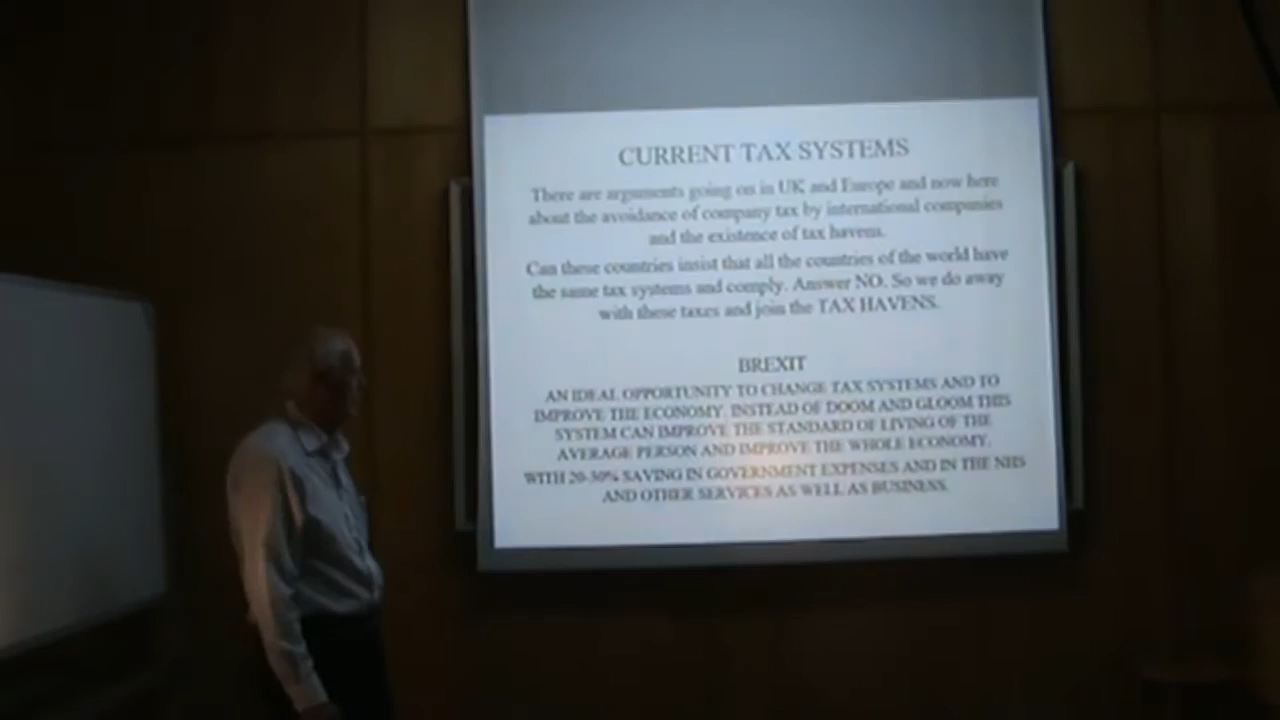 CURRENT TAX SYSTEMS
There are arguments going on in UK and Europe and now here
about the avoidance of company tax by international companies
and the existence of tax havens.
Can these countries insist that all the countries of the world have
the same tax systems and comply. Answer NO. So we do away
with these taxes and join the TAX HAVENS.
BREXIT
AN IDEAL OPPORTUNITY TO CHANGE TAX SYSTEMS AND TO
IMPROVE THE ECONOMY. INSTEAD OF DOOM AND GLOOM THIS
SYSTEM CAN IMPROVE THE STANDARD OF LIVING OF THE
AVERAGE PERSON AND IMPROVE THE WHOLE ECONOMY.
WITH 20-30% SAVING IN GOVERNMENT EXPENSES AND IN THE NHS
AND OTHER SERVICES AS WELL AS BUSINESS.